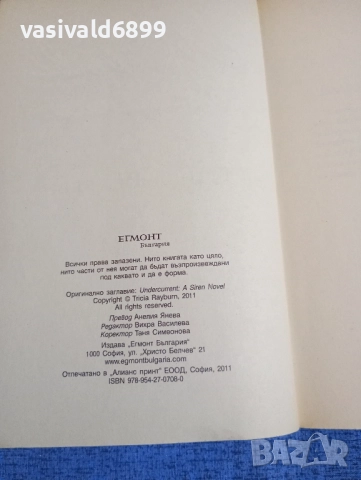 vasivald6899
ЕГМОНТ
България
Всички права запазени. Нито книгата като цяло,
нито части от нея могат да бъдат възпроизвеждани
под каквато и да е форма.
Оригинално заглавие: Undercurrent: A Siren Novel
Copyright © Tricia Rayburn, 2011
All rights reserved.
Превод Анелия Янева
Редактор Вихра Василева
Коректор Таня Симеонова
Издава „Егмонт България"
1000 София, ул. „Христо Белчев" 21
www.egmontbulgaria.com
Отпечатано в „Алианс принт" ЕООД, София, 2011
ISBN 978-954-27-0708-0
BAZAR